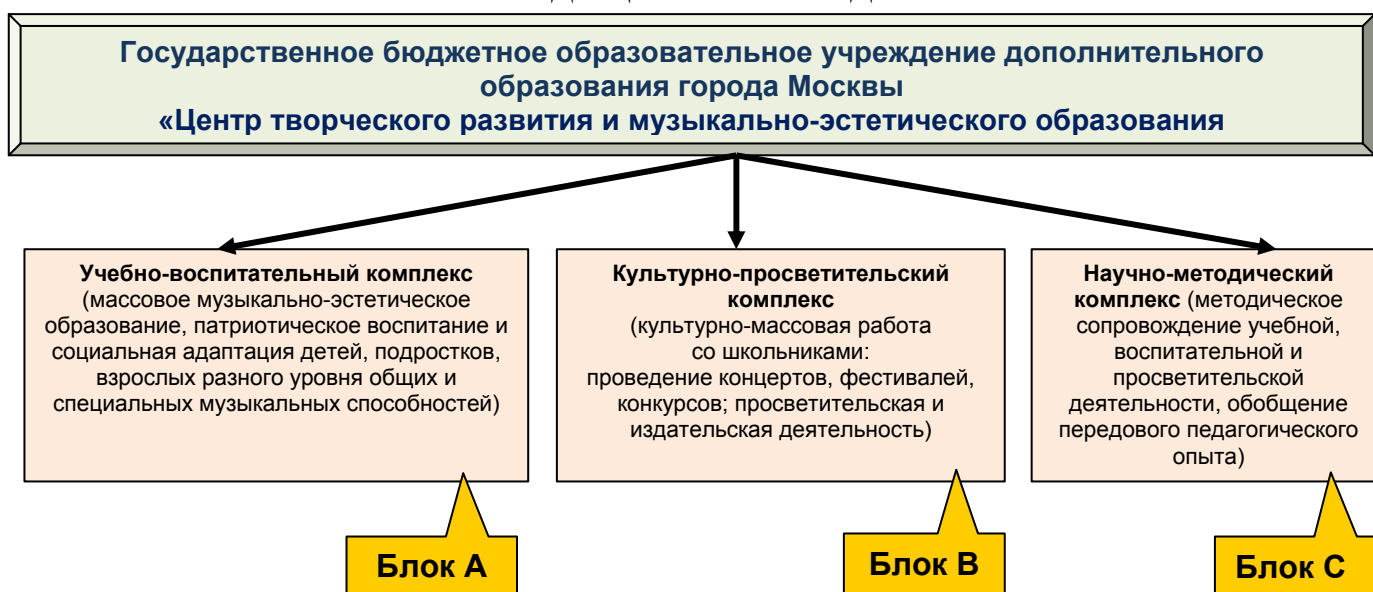 Государственное бюджетное образовательное учреждение дополнительного
образования города Москвы
«Центр творческого развития и музыкально-эстетического образования
Учебно-воспитательный комплекс
(массовое музыкально-эстетическое
образование, патриотическое воспитание и
социальная адаптация детей, подростков,
взрослых разного уровня общих и
специальных музыкальных способностей)
Культурно-просветительский
комплекс
(культурно-массовая работа
со школьниками:
проведение концертов, фестивалей,
конкурсов; просветительская и
издательская деятельность)
Научно-методический
комплекс (методическое
сопровождение учебной,
воспитательной и
просветительской
деятельности, обобщение
передового педагогического
опыта)
Блок А
Блок В
Блок С